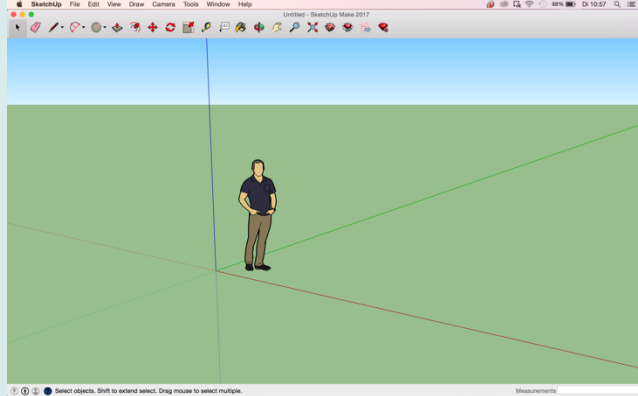 SketchUp File Edit View Draw Camera Tools Window Help Di 10:57
Untitled - SketchUp Make 2017
Select objects. Shift to extend select. Drag mouse to select multiple. Measurements